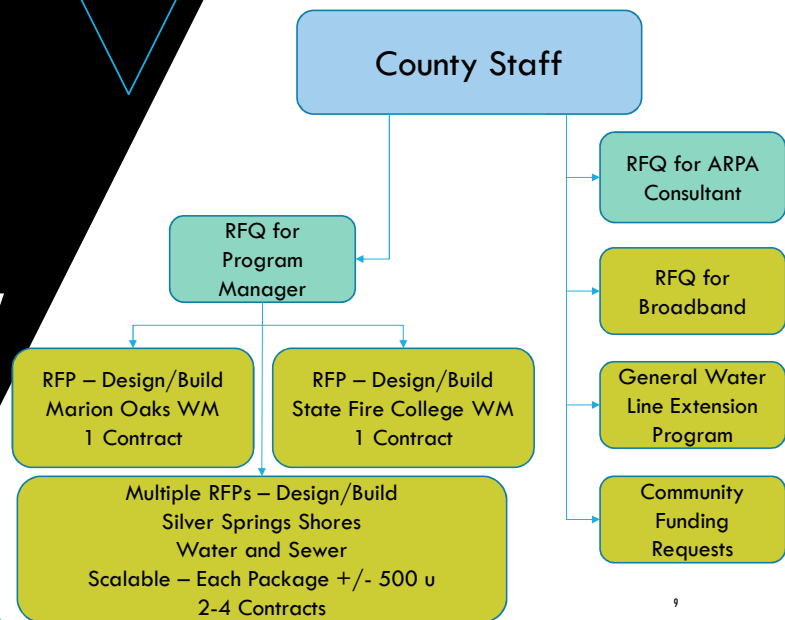 County Staff
RFQ for ARPA
Consultant
RFQ for
Program
Manager
RFQ for
Broadband
RFP – Design/Build
Marion Oaks WM
1 Contract
RFP – Design/Build
State Fire College WM
1 Contract
General Water
Line Extension
Program
Multiple RFPs – Design/Build
Silver Springs Shores
Water and Sewer
Scalable – Each Package +/- 500 u
2-4 Contracts
Community
Funding
Requests
9